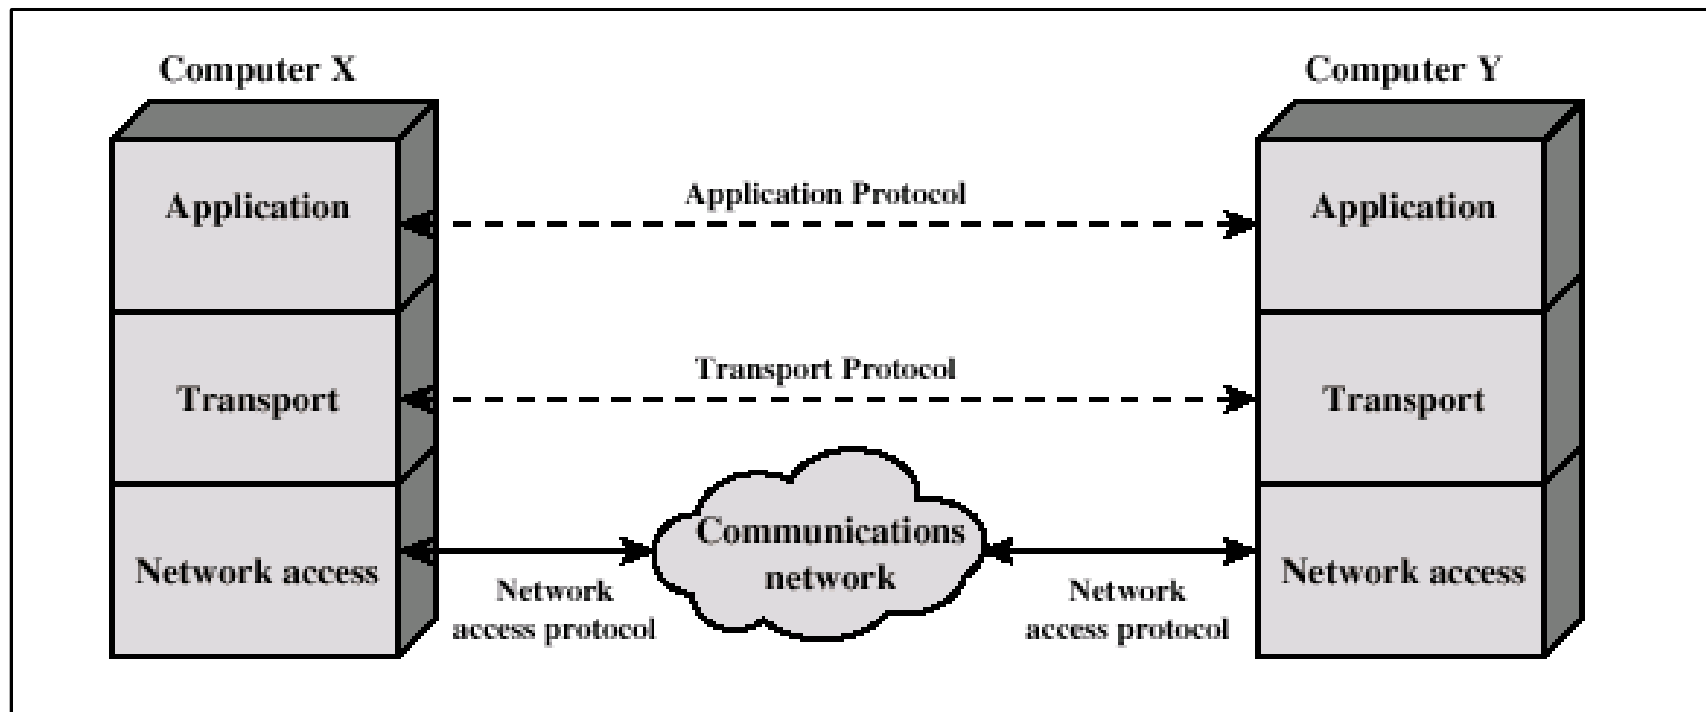 Computer X
Computer Y
Application
Application Protocol
Application
Transport
Transport Protocol
Transport
Network access
Communications
network
Network access
Network
access protocol
Network
access protocol